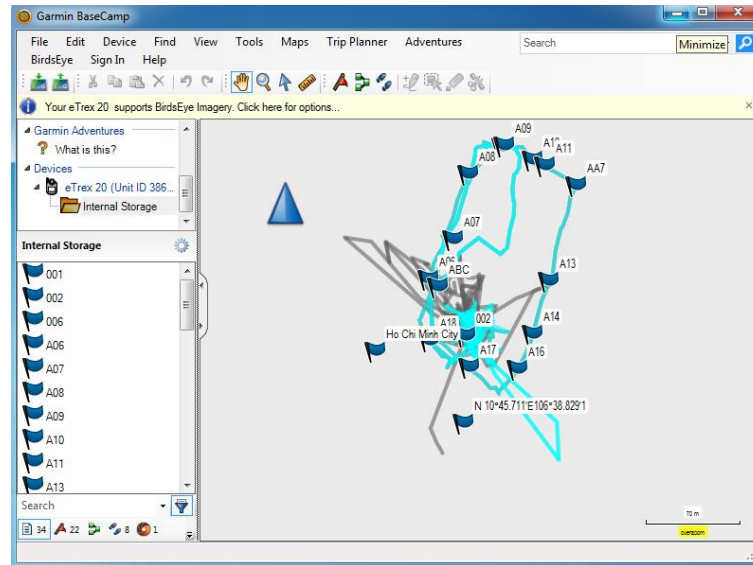 Garmin BaseCamp
File Edit Device Find View Tools Maps Trip Planner Adventures
Search
Minimize
BirdsEye Sign In Help
Your eTrex 20 supports BirdsEye Imagery. Click here for options...
Garmin Adventures
What is this?
Devices
eTrex 20 (Unit ID 386...
Internal Storage
Internal Storage
001
002
006
A06
A07
A08
A09
A10
A11
A13
Search
34 22 8 1
A09
A10
A11
A08
AA7
A07
A06
ABC
A13
A18
002
Ho Chi Minh City
A14
A17
A16
N 10°45.711'E106°38.829'1
70 m
overzoom